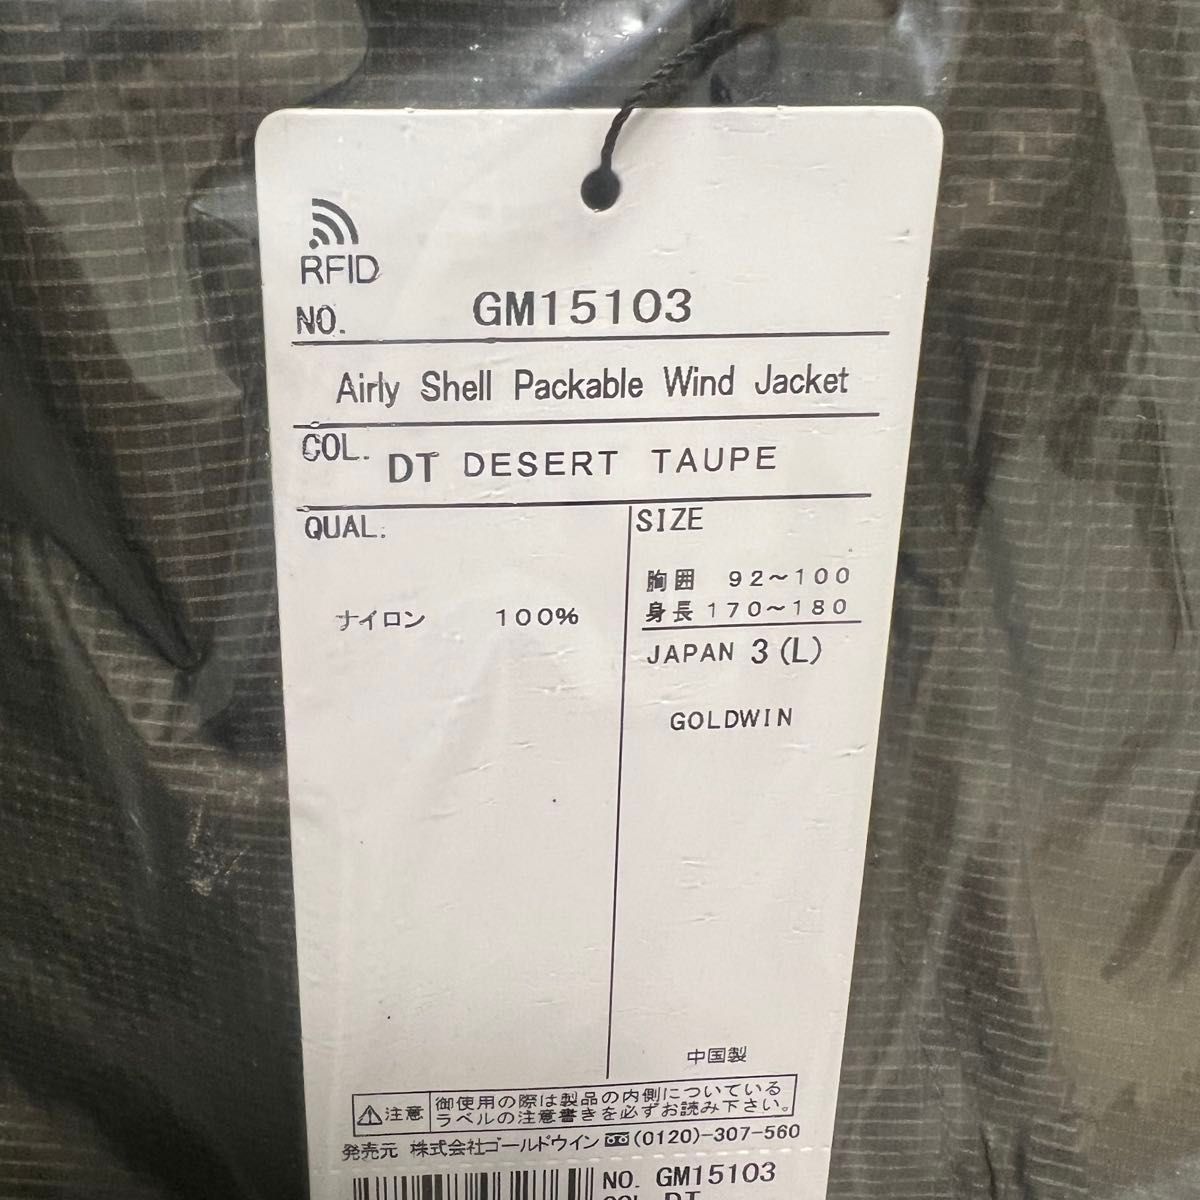 RFID
NO. GM15103
Airly Shell Packable Wind Jacket
COL. DT DESERT TAUPE
QUAL.
ナイロン 100%
SIZE
胸囲 92～100
身長 170～180
JAPAN 3(L)
GOLDWIN
中国製
注意 御使用の際は製品の内側についている
ラベルの注意書きを必ずお読み下さい。
発売元 株式会社ゴールドウイン (0120)-307-560
NO. GM15103
COL. DT